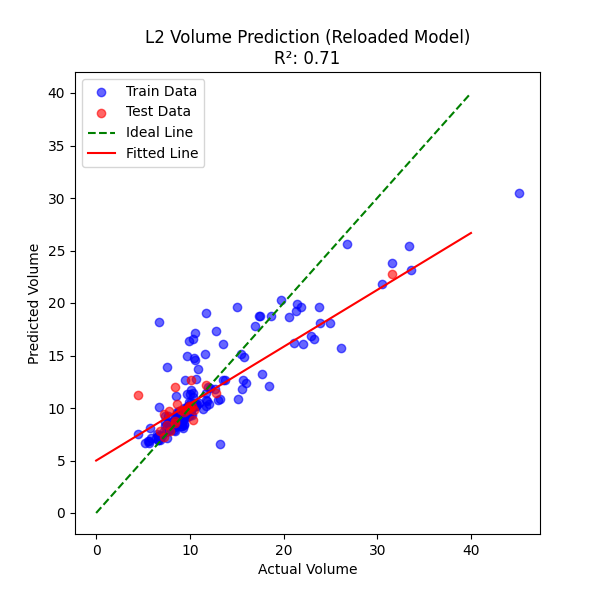 L2 Volume Prediction (Reloaded Model)
R²: 0.71
Train Data
Test Data
Ideal Line
Fitted Line
40
35
30
25
20
15
10
5
0
Predicted Volume
0 10 20 30 40
Actual Volume